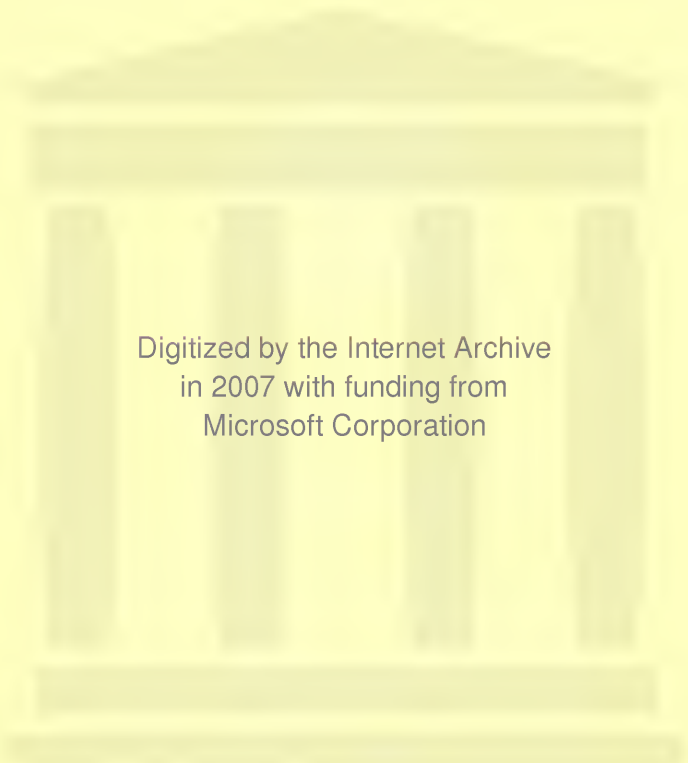 Digitized by the Internet Archive
in 2007 with funding from
Microsoft Corporation